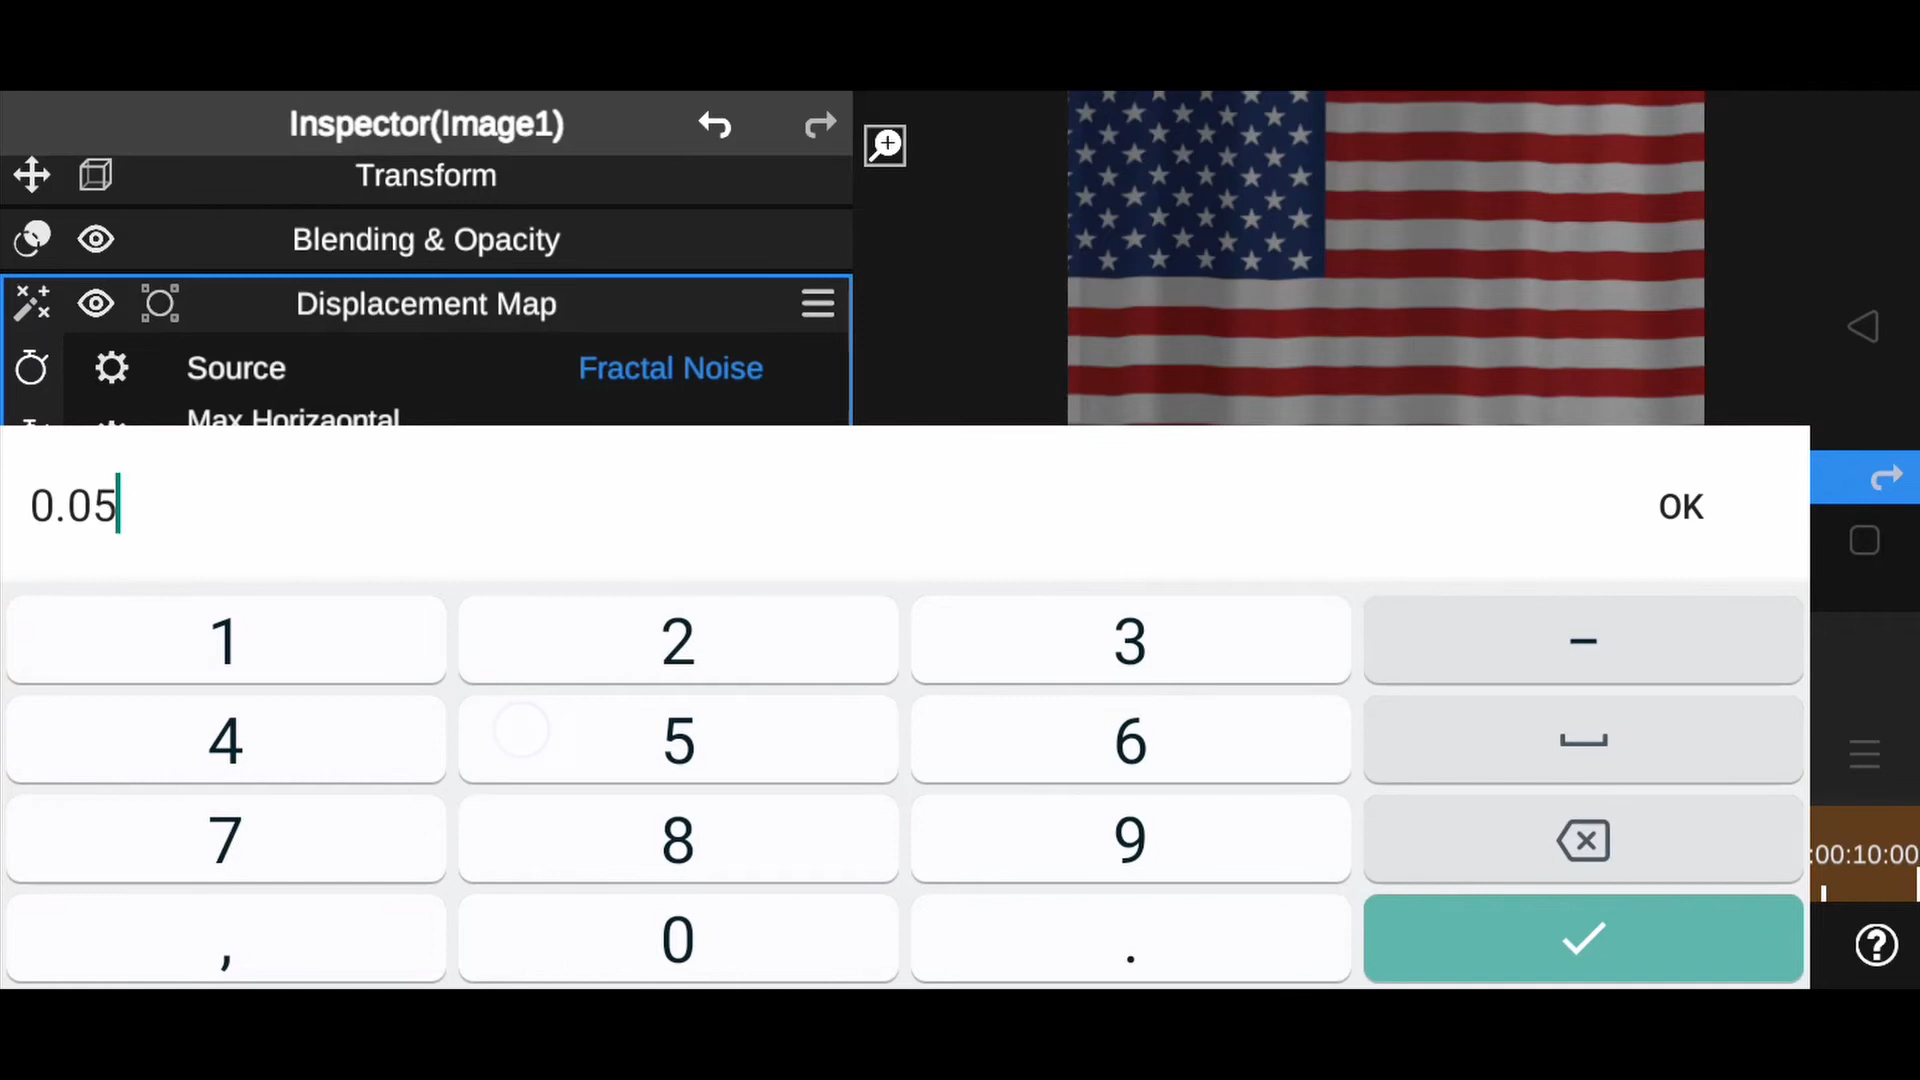 Inspector(Image1)
Transform
Blending & Opacity
Displacement Map
Source Fractal Noise
Max Horizaontal
0.05 OK
1 2 3 -
4 5 6
7 8 9
:00:10:00
, 0 .
?